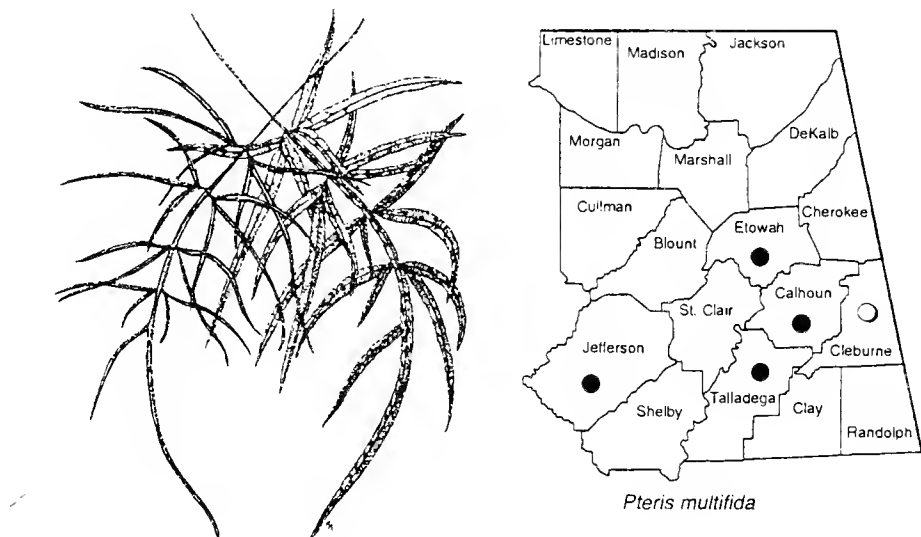 Limestone
Madison
Jackson
DeKalb
Morgan
Marshall
Cherokee
Cullman
Etowah
Blount
Calhoun
St. Clair
Cleburne
Jefferson
Talladega
Clay
Shelby
Randolph
Pteris multifida